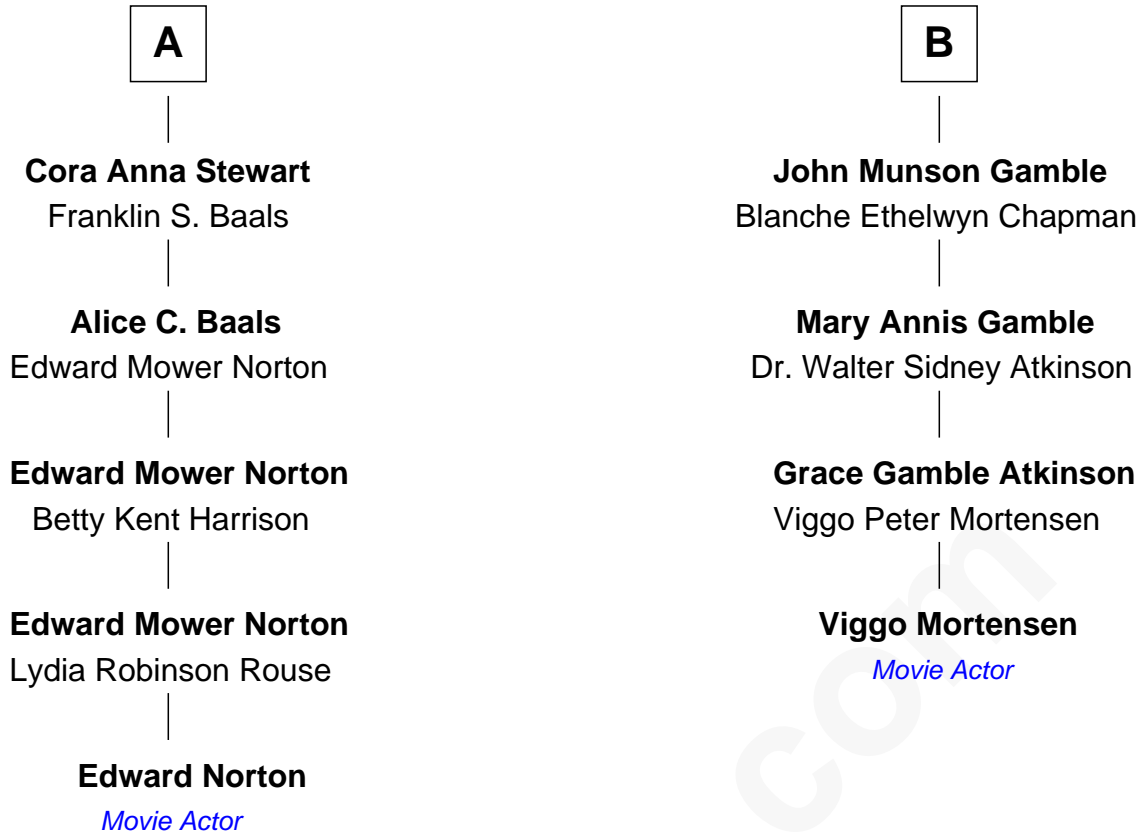 A
Cora Anna Stewart
Franklin S. Baals
Alice C. Baals
Edward Mower Norton
Edward Mower Norton
Betty Kent Harrison
Edward Mower Norton
Lydia Robinson Rouse
Edward Norton
Movie Actor
B
John Munson Gamble
Blanche Ethelwyn Chapman
Mary Annis Gamble
Dr. Walter Sidney Atkinson
Grace Gamble Atkinson
Viggo Peter Mortensen
Viggo Mortensen
Movie Actor
com